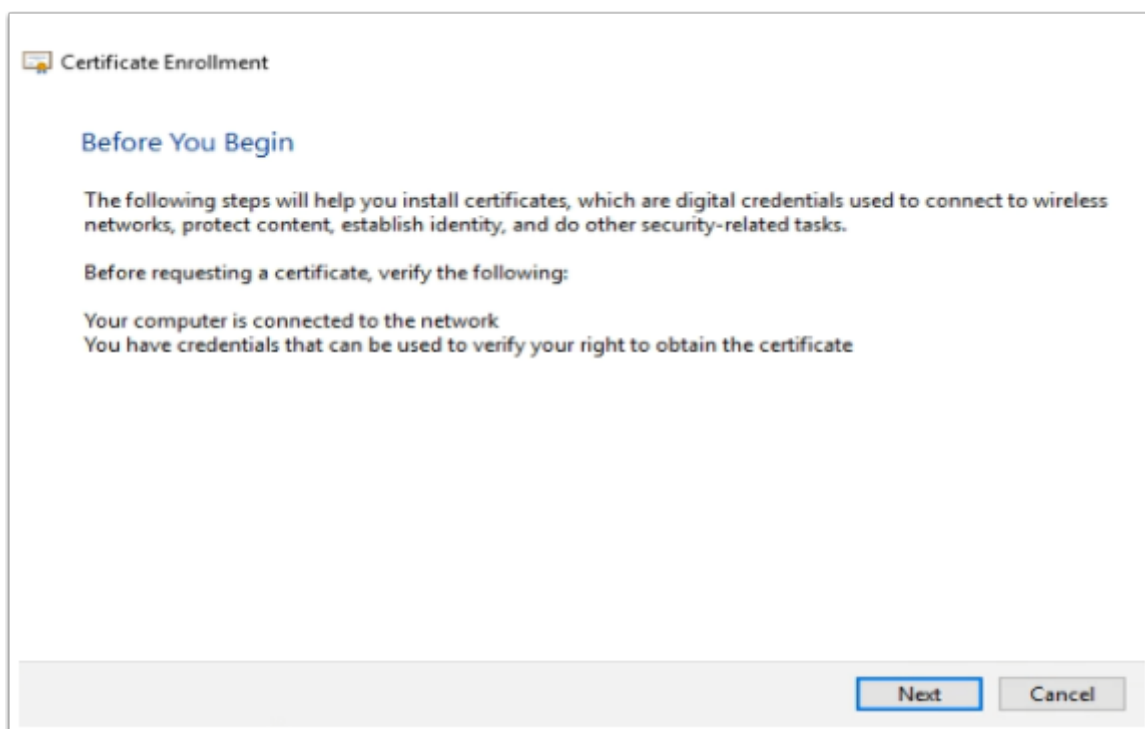 Certificate Enrollment
Before You Begin
The following steps will help you install certificates, which are digital credentials used to connect to wireless
networks, protect content, establish identity, and do other security-related tasks.
Before requesting a certificate, verify the following:
Your computer is connected to the network
You have credentials that can be used to verify your right to obtain the certificate
Next
Cancel